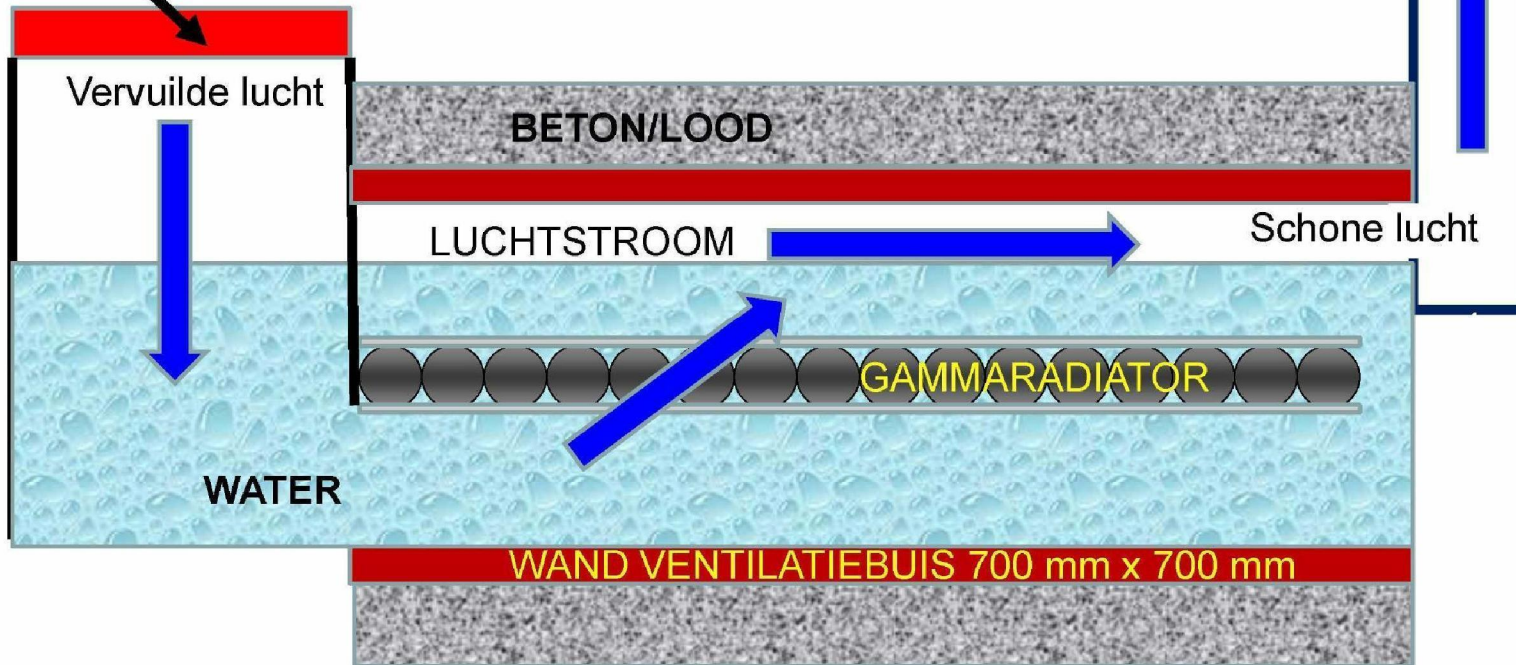 Vervuilde lucht
BETON/LOOD
LUCHTSTROOM
Schone lucht
GAMMARADIATOR
WATER
WAND VENTILATIEBUIS 700 mm x 700 mm